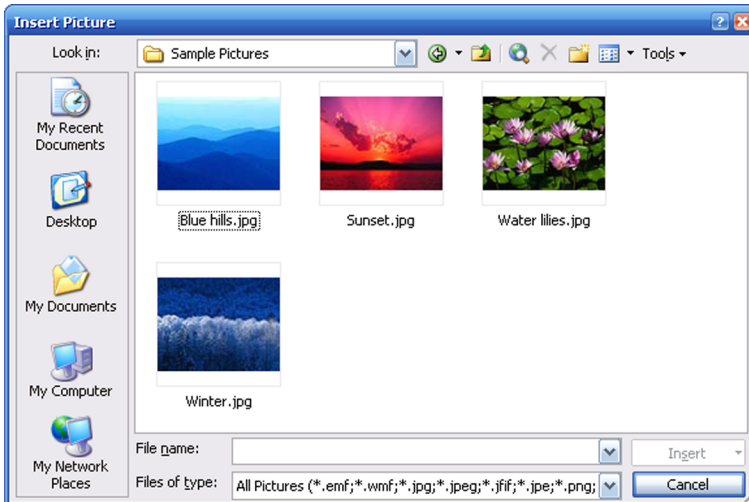 Insert Picture
Look in:
Sample Pictures
Tools
My Recent
Documents
Desktop
My Documents
My Computer
My Network
Places
Blue hills.jpg
Sunset.jpg
Water lilies.jpg
Winter.jpg
File name:
Insert
Files of type:
All Pictures (*.emf;*.wmf;*.jpg;*.jpeg;*.jfif;*.jpe;*.png;
Cancel